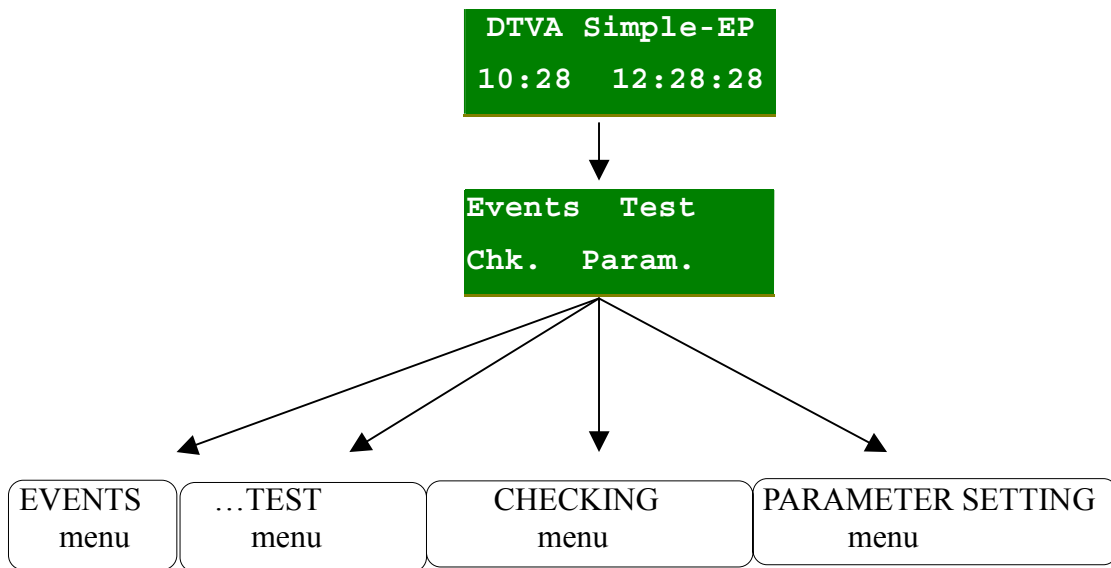 DTVA Simple-EP
10:28 12:28:28
Events Test
Chk. Param.
EVENTS
menu
...TEST
menu
CHECKING
menu
PARAMETER SETTING
menu